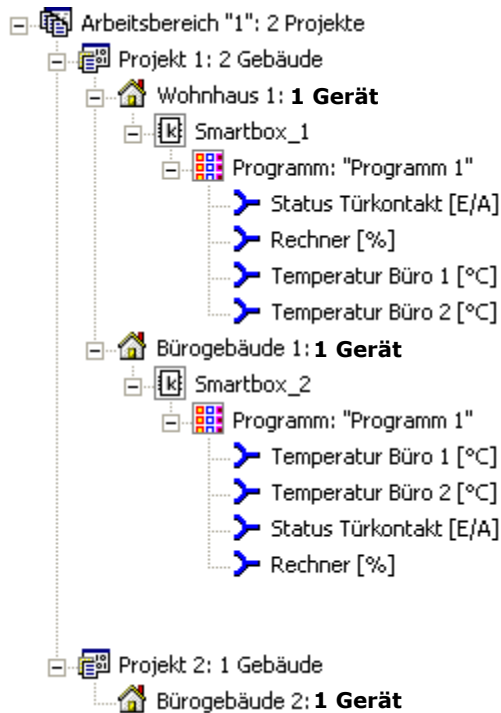 Arbeitsbereich "1": 2 Projekte
Projekt 1: 2 Gebäude
Wohnhaus 1: 1 Gerät
Smartbox_1
Programm: "Programm 1"
Status Türkontakt [E/A]
Rechner [%]
Temperatur Büro 1 [°C]
Temperatur Büro 2 [°C]
Bürogebäude 1: 1 Gerät
Smartbox_2
Programm: "Programm 1"
Temperatur Büro 1 [°C]
Temperatur Büro 2 [°C]
Status Türkontakt [E/A]
Rechner [%]
Projekt 2: 1 Gebäude
Bürogebäude 2: 1 Gerät